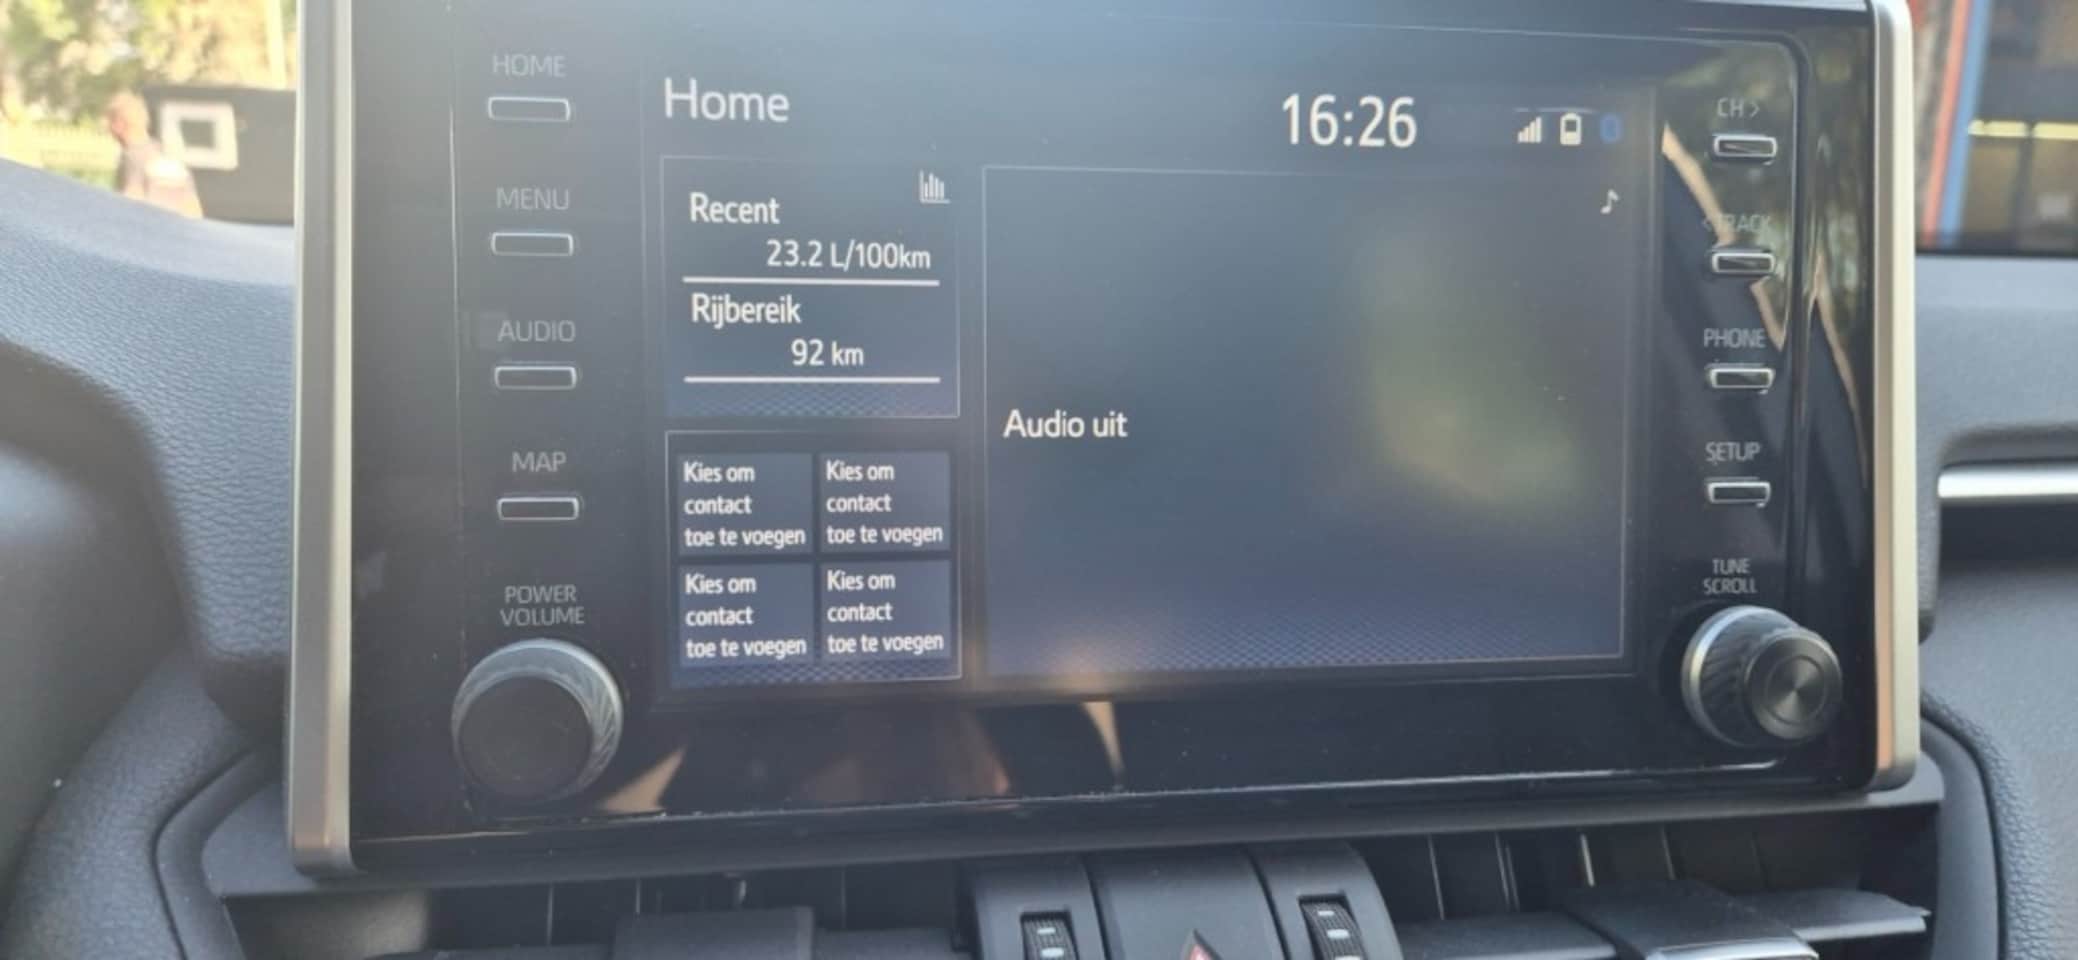 HOME
MENU
AUDIO
MAP
POWER
VOLUME
Home
16:26
Recent
23.2 L/100km
Rijbereik
92 km
Kies om
contact
toe te voegen
Kies om
contact
toe te voegen
Kies om
contact
toe te voegen
Kies om
contact
toe te voegen
Audio uit
CH >
< TRACK
PHONE
SETUP
TUNE
SCROLL